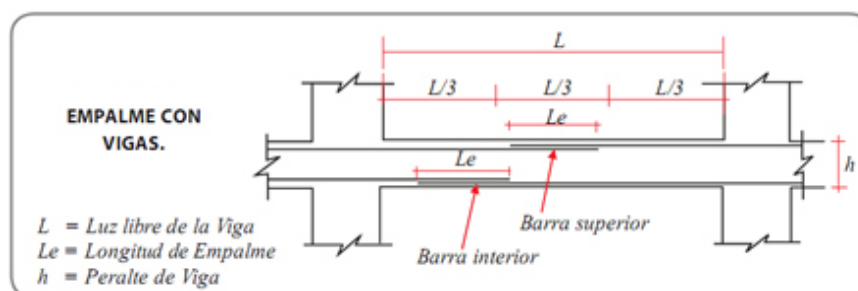 L
L/3
L/3
L/3
EMPALME CON
VIGAS.
Le
Le
h
Barra superior
Barra interior
L = Luz libre de la Viga
Le = Longitud de Empalme
h = Peralte de Viga